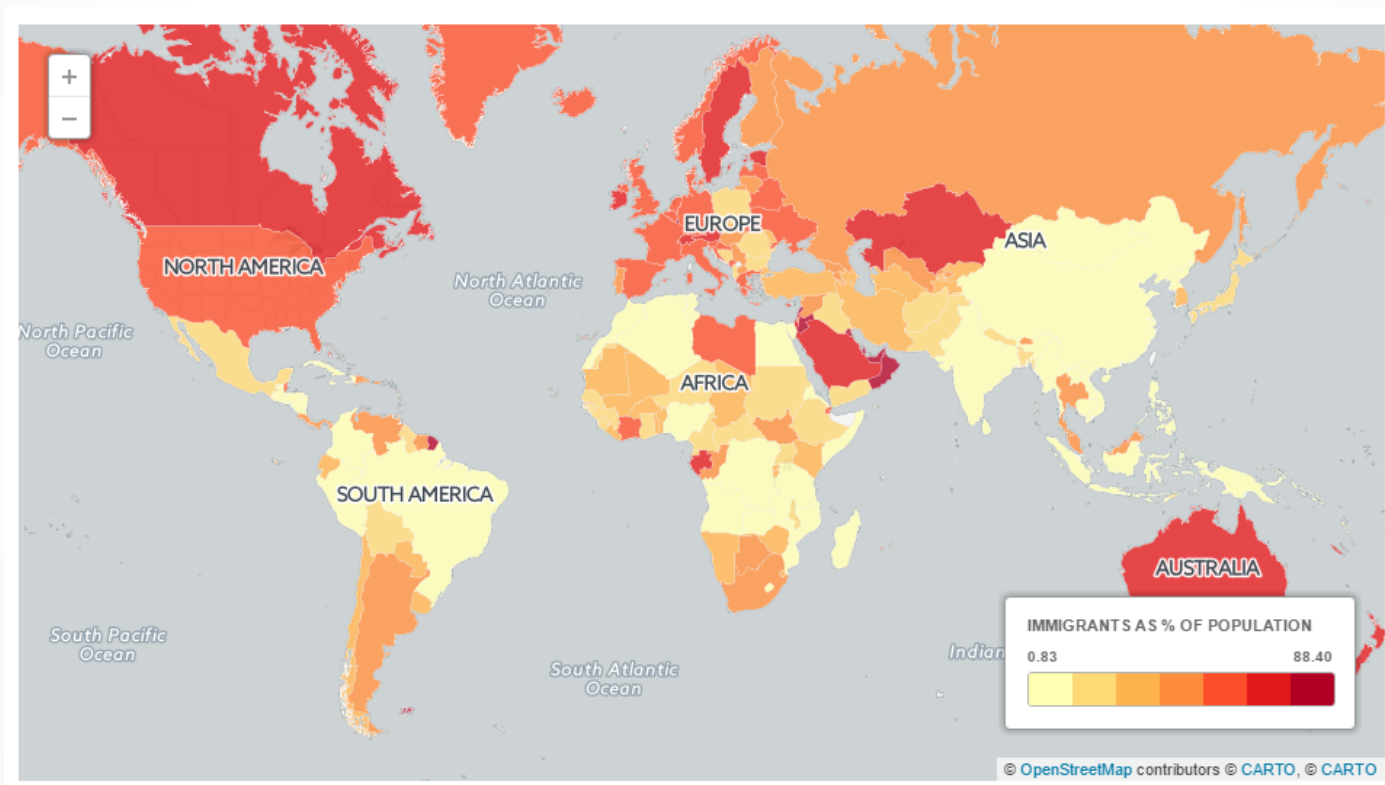 +
−
NORTH AMERICA
EUROPE
ASIA
North Atlantic
Ocean
North Pacific
Ocean
AFRICA
SOUTH AMERICA
AUSTRALIA
South Pacific
Ocean
South Atlantic
Ocean
Indian
IMMIGRANTS AS % OF POPULATION
0.83 88.40
© OpenStreetMap contributors © CARTO, © CARTO